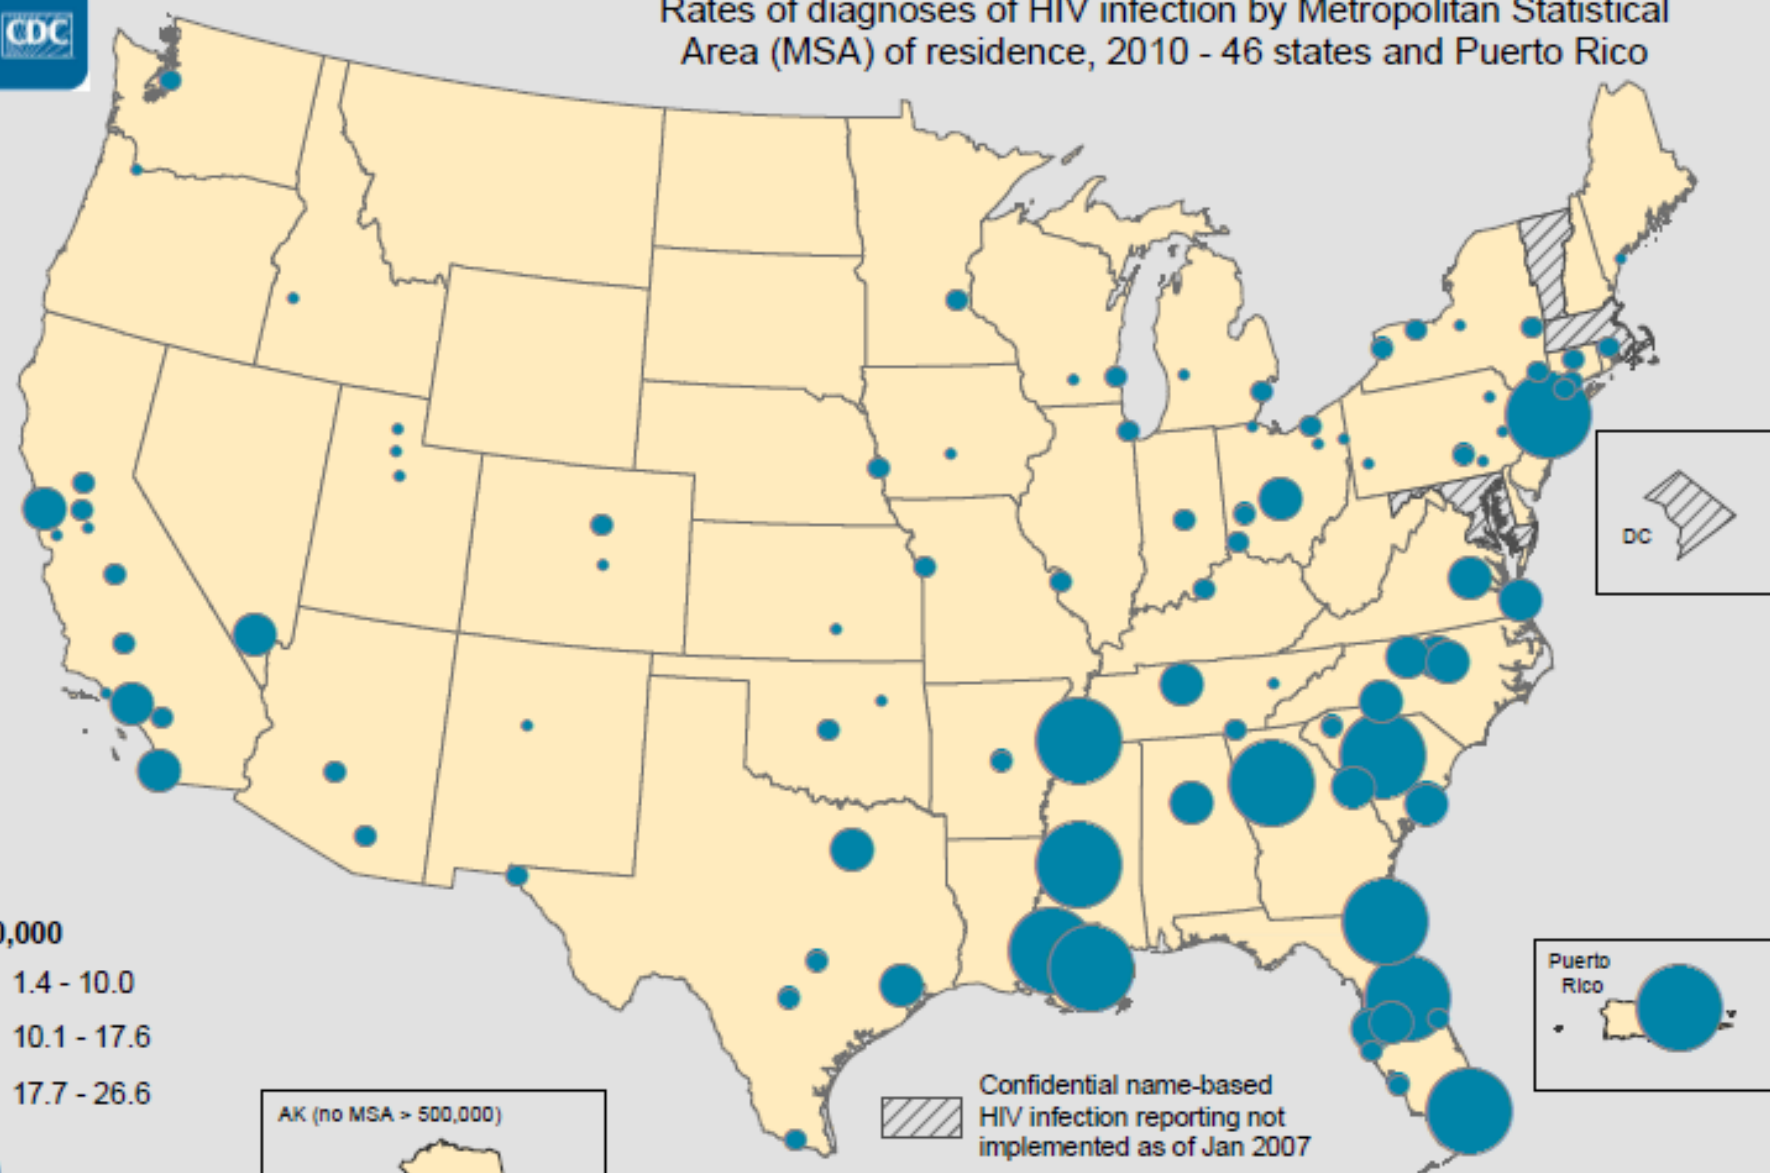 CDC
Rates of diagnoses of HIV infection by Metropolitan Statistical
Area (MSA) of residence, 2010 - 46 states and Puerto Rico
DC
0,000
1.4 - 10.0
10.1 - 17.6
17.7 - 26.6
AK (no MSA > 500,000)
Confidential name-based
HIV infection reporting not
implemented as of Jan 2007
Puerto
Rico